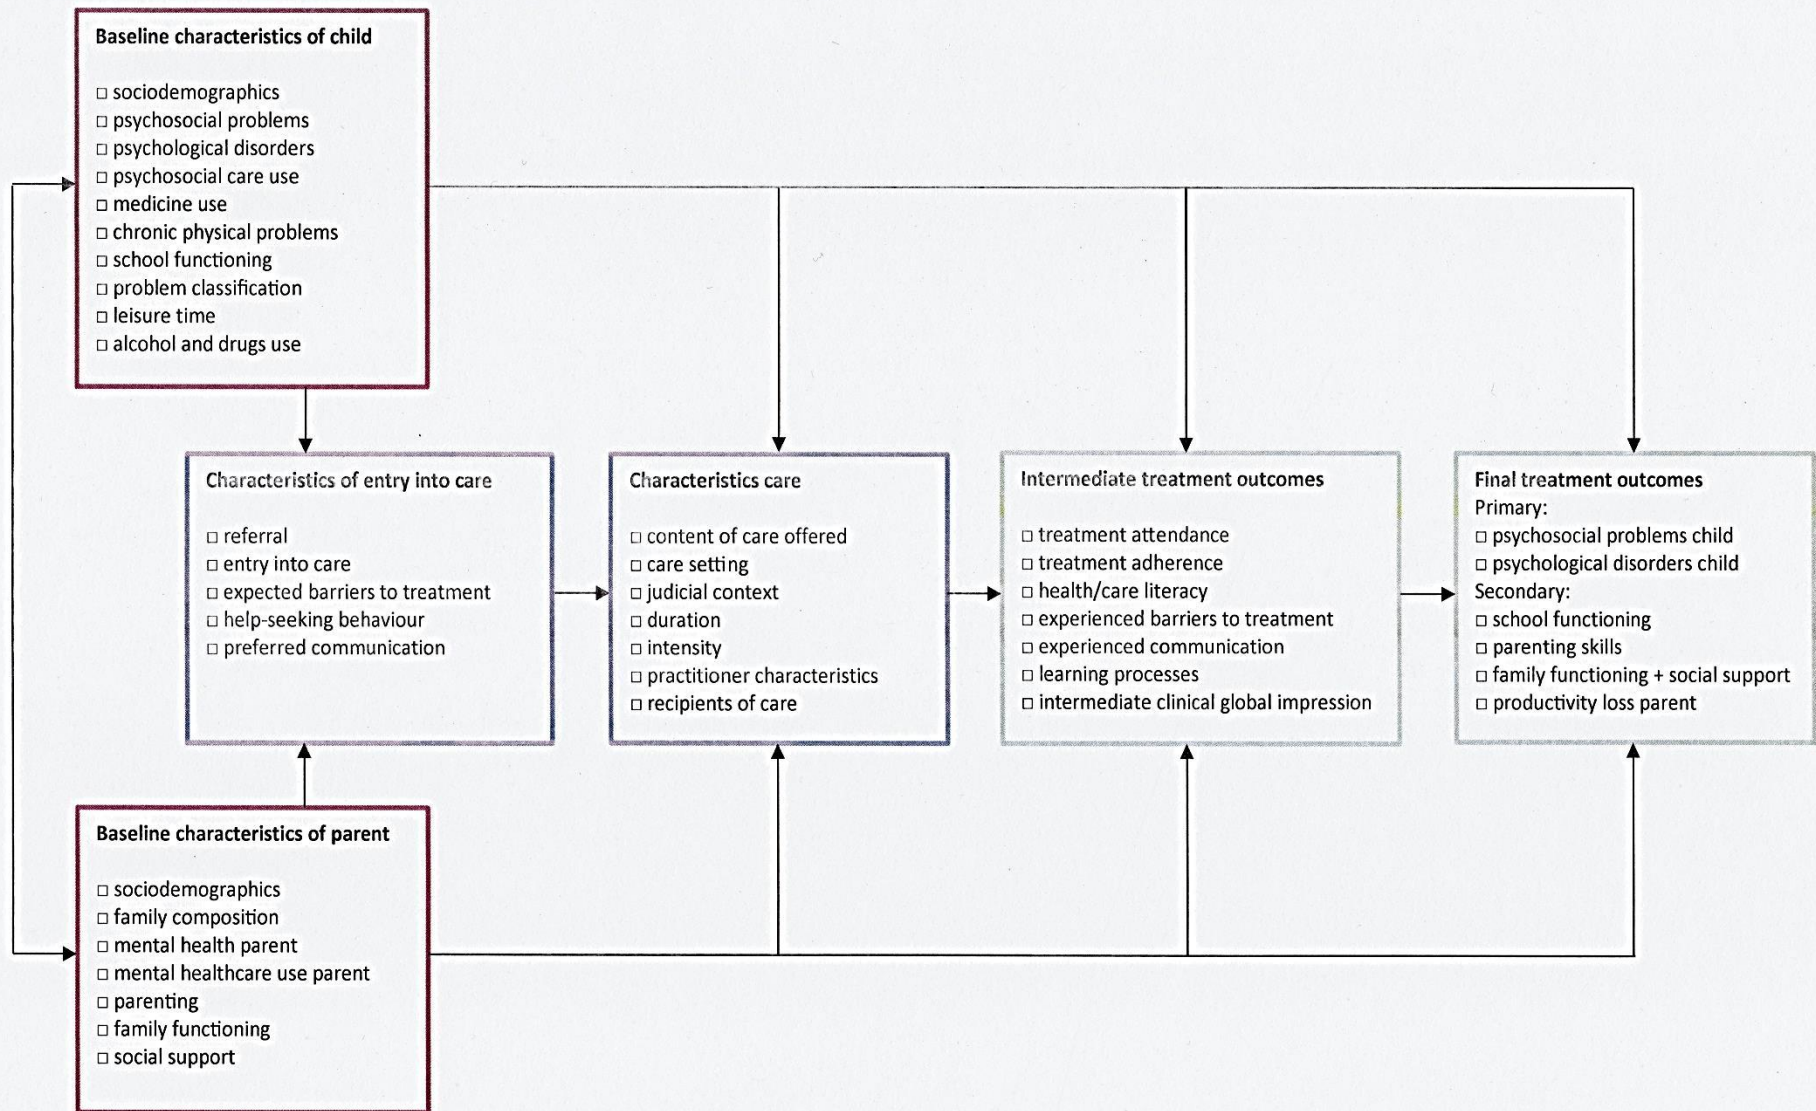 Baseline characteristics of child
□ sociodemographics
□ psychosocial problems
□ psychological disorders
□ psychosocial care use
□ medicine use
□ chronic physical problems
□ school functioning
□ problem classification
□ leisure time
□ alcohol and drugs use
Characteristics of entry into care
□ referral
□ entry into care
□ expected barriers to treatment
□ help-seeking behaviour
□ preferred communication
Characteristics care
□ content of care offered
□ care setting
□ judicial context
□ duration
□ intensity
□ practitioner characteristics
□ recipients of care
Intermediate treatment outcomes
□ treatment attendance
□ treatment adherence
□ health/care literacy
□ experienced barriers to treatment
□ experienced communication
□ learning processes
□ intermediate clinical global impression
Final treatment outcomes
Primary:
□ psychosocial problems child
□ psychological disorders child
Secondary:
□ school functioning
□ parenting skills
□ family functioning + social support
□ productivity loss parent
Baseline characteristics of parent
□ sociodemographics
□ family composition
□ mental health parent
□ mental healthcare use parent
□ parenting
□ family functioning
□ social support